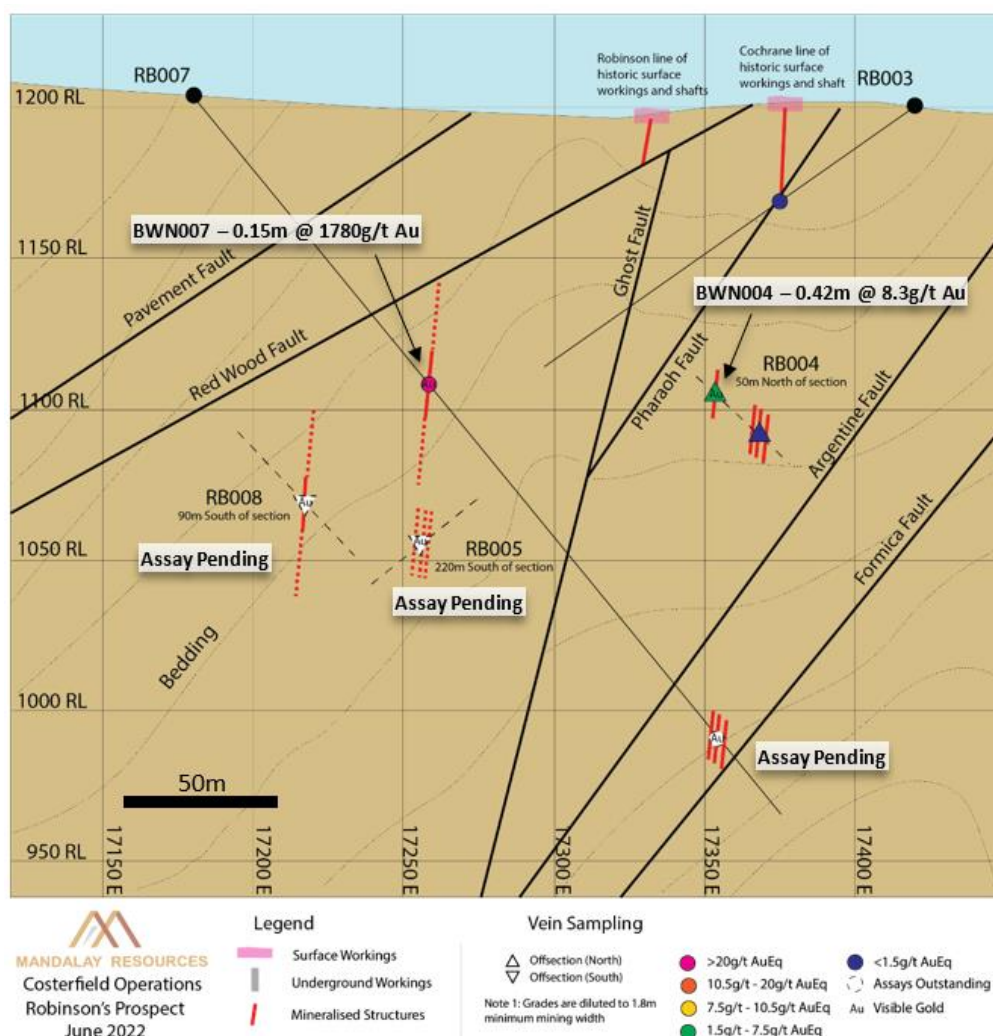 RB007
Robinson line of
historic surface
workings and shafts
Cochrane line of
historic surface
workings and shaft
RB003
1200 RL
BWN007 – 0.15m @ 1780g/t Au
1150 RL
Pavement Fault
Ghost Fault
BWN004 – 0.42m @ 8.3g/t Au
Red Wood Fault
Pharaoh Fault
RB004
50m North of section
Au
Au
1100 RL
Argentine Fault
RB008
90m South of section
Au
Au
RB005
220m South of section
Formica Fault
1050 RL
Assay Pending
Assay Pending
Bedding
1000 RL
Au
Assay Pending
50m
950 RL
17150 E
17200 E
17250 E
17300 E
17350 E
17400 E
MANDALAY RESOURCES
Costerfield Operations
Robinson's Prospect
June 2022
Legend
Surface Workings
Underground Workings
Mineralised Structures
Vein Sampling
Offsection (North)
Offsection (South)
Note 1: Grades are diluted to 1.8m
minimum mining width
>20g/t AuEq
10.5g/t - 20g/t AuEq
7.5g/t - 10.5g/t AuEq
1.5g/t - 7.5g/t AuEq
<1.5g/t AuEq
Assays Outstanding
Au Visible Gold